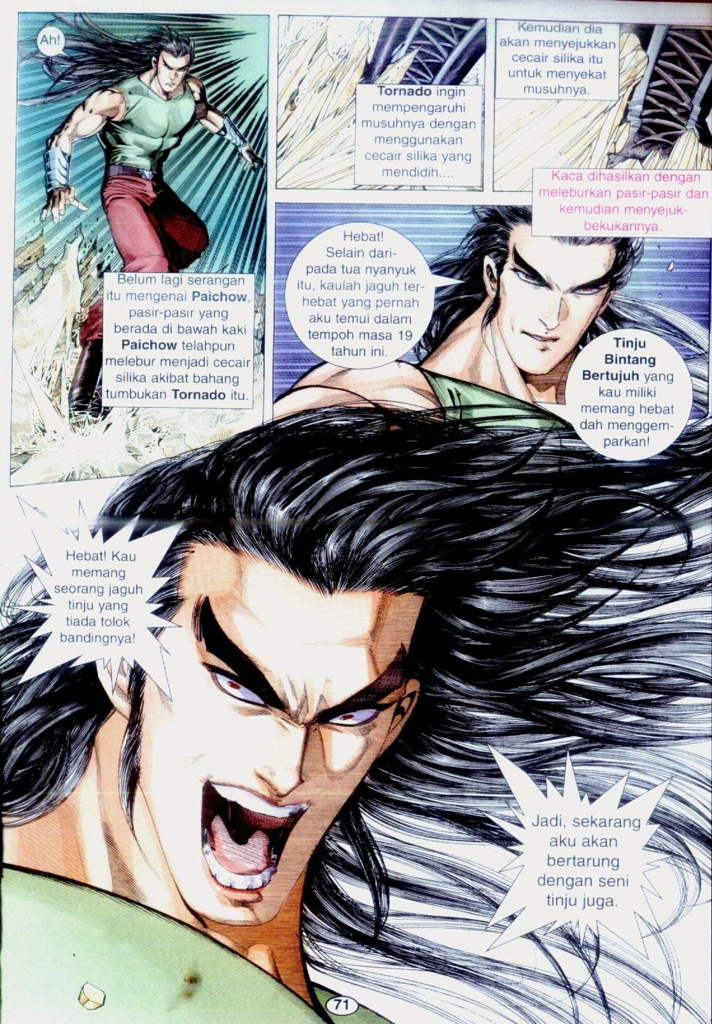 Ah!
Belum lagi serangan
itu mengenai Paichow,
pasir-pasir yang
berada di bawah kaki
Paichow telahpun
melebur menjadi cecair
silika akibat bahang
tumbukan Tornado itu.
Tornado ingin
mempengaruhi
musuhnya dengan
menggunakan
cecair silika yang
mendidih....
Kemudian dia
akan menyejukkan
cecair silika itu
untuk menyekat
musuhnya.
Kaca dihasilkan dengan
meleburkan pasir-pasir dan
kemudian menyejuk-
bekukannya.
Hebat!
Selain dari-
pada tua nyanyuk
itu, kaulah jaguh ter-
hebat yang pernah
aku temui dalam
tempoh masa 19
tahun ini.
Tinju
Bintang
Bertujuh yang
kau miliki
memang hebat
dah menggem-
parkan!
Hebat! Kau
memang
seorang jaguh
tinju yang
tiada tolok
bandingnya!
Jadi, sekarang
aku akan
bertarung
dengan seni
tinju juga.
71